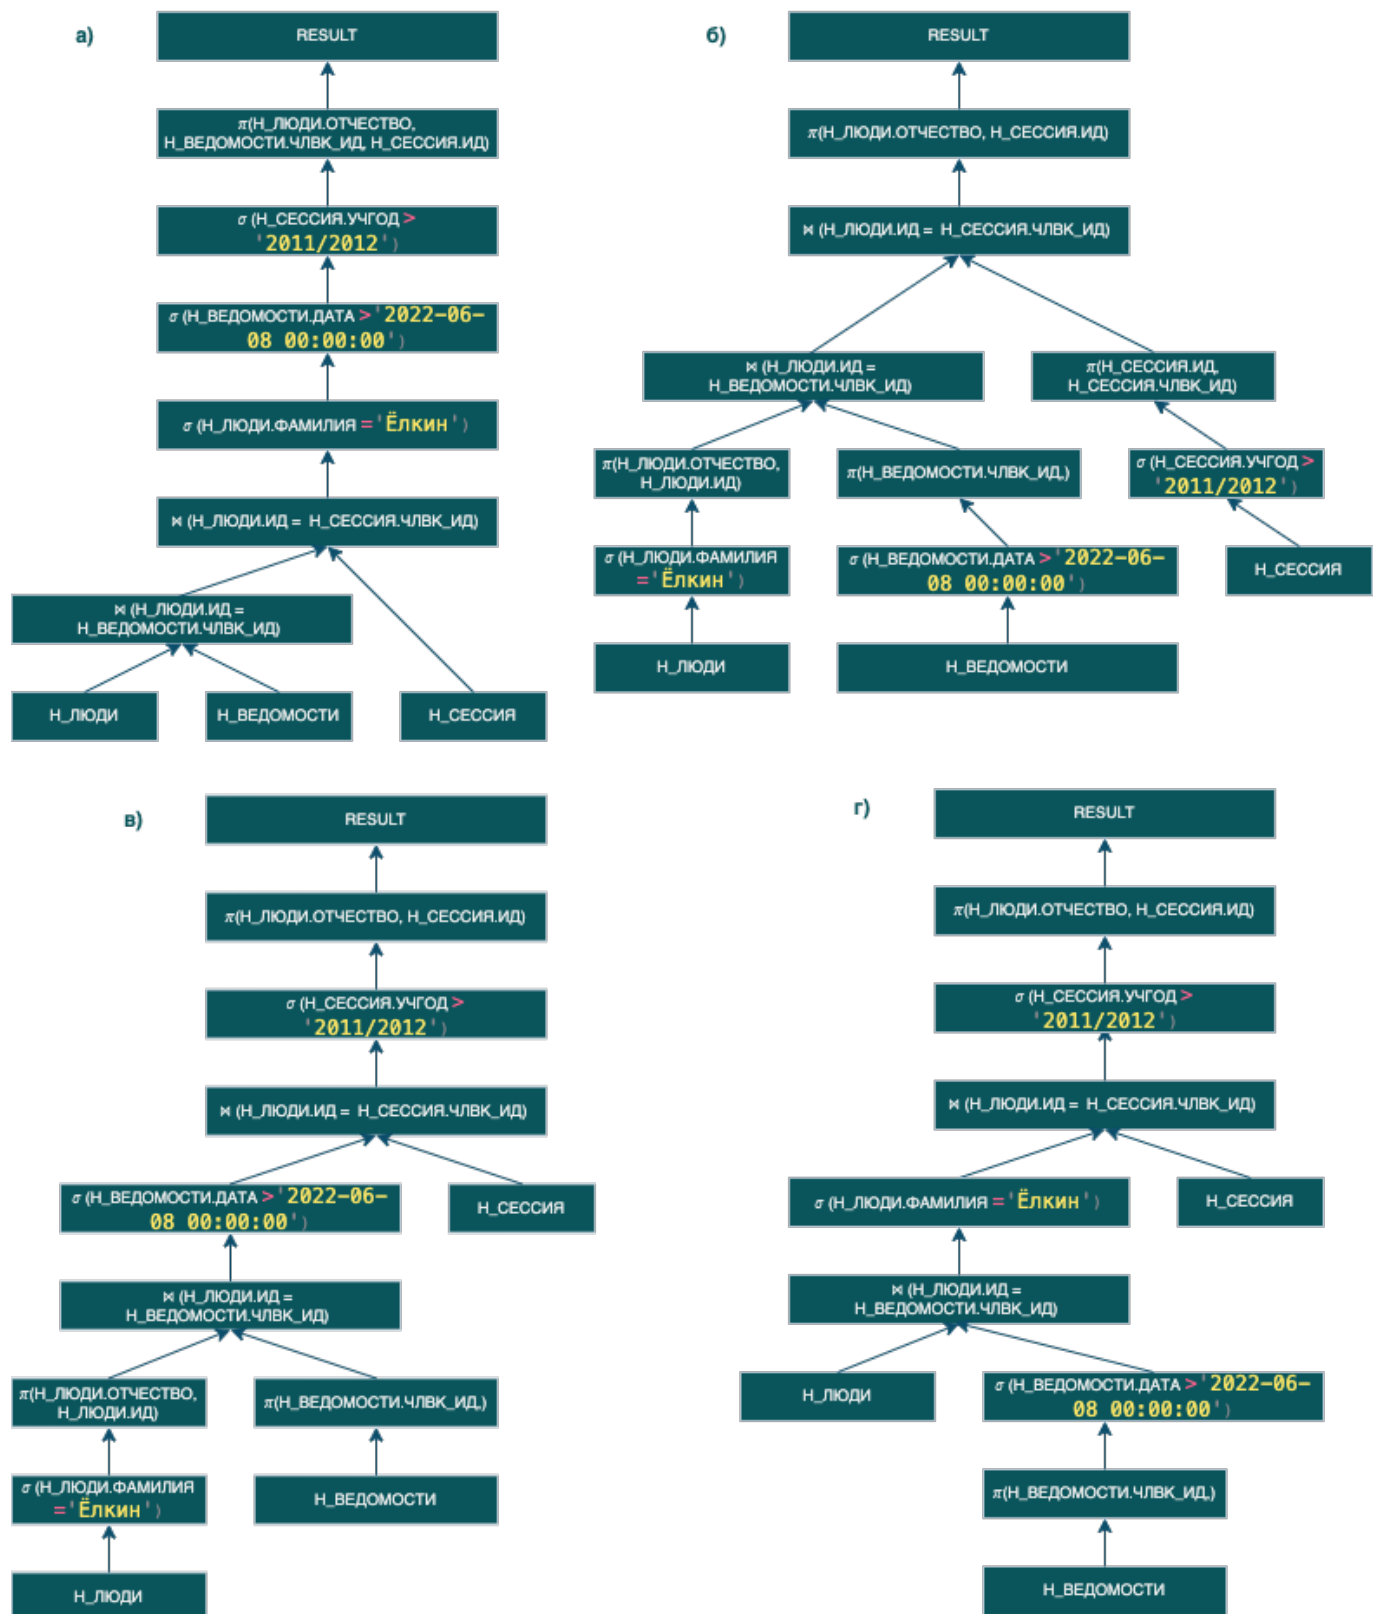 а)
RESULT
π(Н_ЛЮДИ.ОТЧЕСТВО,
Н_ВЕДОМОСТИ.ЧЛВК_ИД, Н_СЕССИЯ.ИД)
σ (Н_СЕССИЯ.УЧГОД >
'2011/2012')
σ (Н_ВЕДОМОСТИ.ДАТА >'2022-06-
08 00:00:00')
σ (Н_ЛЮДИ.ФАМИЛИЯ ='Ёлкин')
⋈ (Н_ЛЮДИ.ИД = Н_СЕССИЯ.ЧЛВК_ИД)
⋈ (Н_ЛЮДИ.ИД =
Н_ВЕДОМОСТИ.ЧЛВК_ИД)
Н_ЛЮДИ
Н_ВЕДОМОСТИ
Н_СЕССИЯ
б)
RESULT
π(Н_ЛЮДИ.ОТЧЕСТВО, Н_СЕССИЯ.ИД)
⋈ (Н_ЛЮДИ.ИД = Н_СЕССИЯ.ЧЛВК_ИД)
⋈ (Н_ЛЮДИ.ИД =
Н_ВЕДОМОСТИ.ЧЛВК_ИД)
π(Н_СЕССИЯ.ИД,
Н_СЕССИЯ.ЧЛВК_ИД)
π(Н_ЛЮДИ.ОТЧЕСТВО,
Н_ЛЮДИ.ИД)
π(Н_ВЕДОМОСТИ.ЧЛВК_ИД,)
σ (Н_СЕССИЯ.УЧГОД >
'2011/2012')
σ (Н_ЛЮДИ.ФАМИЛИЯ
='Ёлкин')
σ (Н_ВЕДОМОСТИ.ДАТА >'2022-06-
08 00:00:00')
Н_СЕССИЯ
Н_ЛЮДИ
Н_ВЕДОМОСТИ
в)
RESULT
π(Н_ЛЮДИ.ОТЧЕСТВО, Н_СЕССИЯ.ИД)
σ (Н_СЕССИЯ.УЧГОД >
'2011/2012')
⋈ (Н_ЛЮДИ.ИД = Н_СЕССИЯ.ЧЛВК_ИД)
σ (Н_ВЕДОМОСТИ.ДАТА >'2022-06-
08 00:00:00')
Н_СЕССИЯ
⋈ (Н_ЛЮДИ.ИД =
Н_ВЕДОМОСТИ.ЧЛВК_ИД)
π(Н_ЛЮДИ.ОТЧЕСТВО,
Н_ЛЮДИ.ИД)
π(Н_ВЕДОМОСТИ.ЧЛВК_ИД,)
σ (Н_ЛЮДИ.ФАМИЛИЯ
='Ёлкин')
Н_ВЕДОМОСТИ
Н_ЛЮДИ
г)
RESULT
π(Н_ЛЮДИ.ОТЧЕСТВО, Н_СЕССИЯ.ИД)
σ (Н_СЕССИЯ.УЧГОД >
'2011/2012')
⋈ (Н_ЛЮДИ.ИД = Н_СЕССИЯ.ЧЛВК_ИД)
σ (Н_ЛЮДИ.ФАМИЛИЯ ='Ёлкин')
Н_СЕССИЯ
⋈ (Н_ЛЮДИ.ИД =
Н_ВЕДОМОСТИ.ЧЛВК_ИД)
Н_ЛЮДИ
σ (Н_ВЕДОМОСТИ.ДАТА >'2022-06-
08 00:00:00')
π(Н_ВЕДОМОСТИ.ЧЛВК_ИД,)
Н_ВЕДОМОСТИ